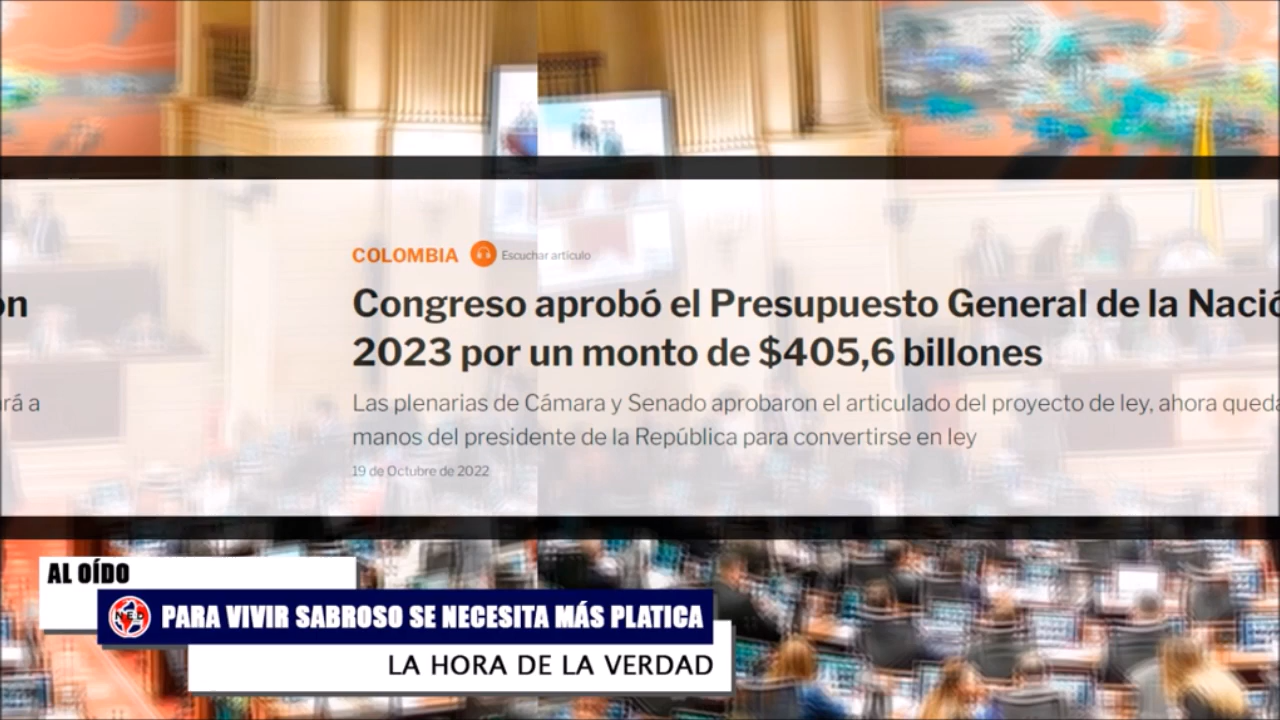 COLOMBIA Escuchar artículo
Congreso aprobó el Presupuesto General de la Nació
2023 por un monto de $405,6 billones
Las plenarias de Cámara y Senado aprobaron el articulado del proyecto de ley, ahora qued
manos del presidente de la República para convertirse en ley
19 de Octubre de 2022
ón
rá a
AL OÍDO
PARA VIVIR SABROSO SE NECESITA MÁS PLATICA
LA HORA DE LA VERDAD